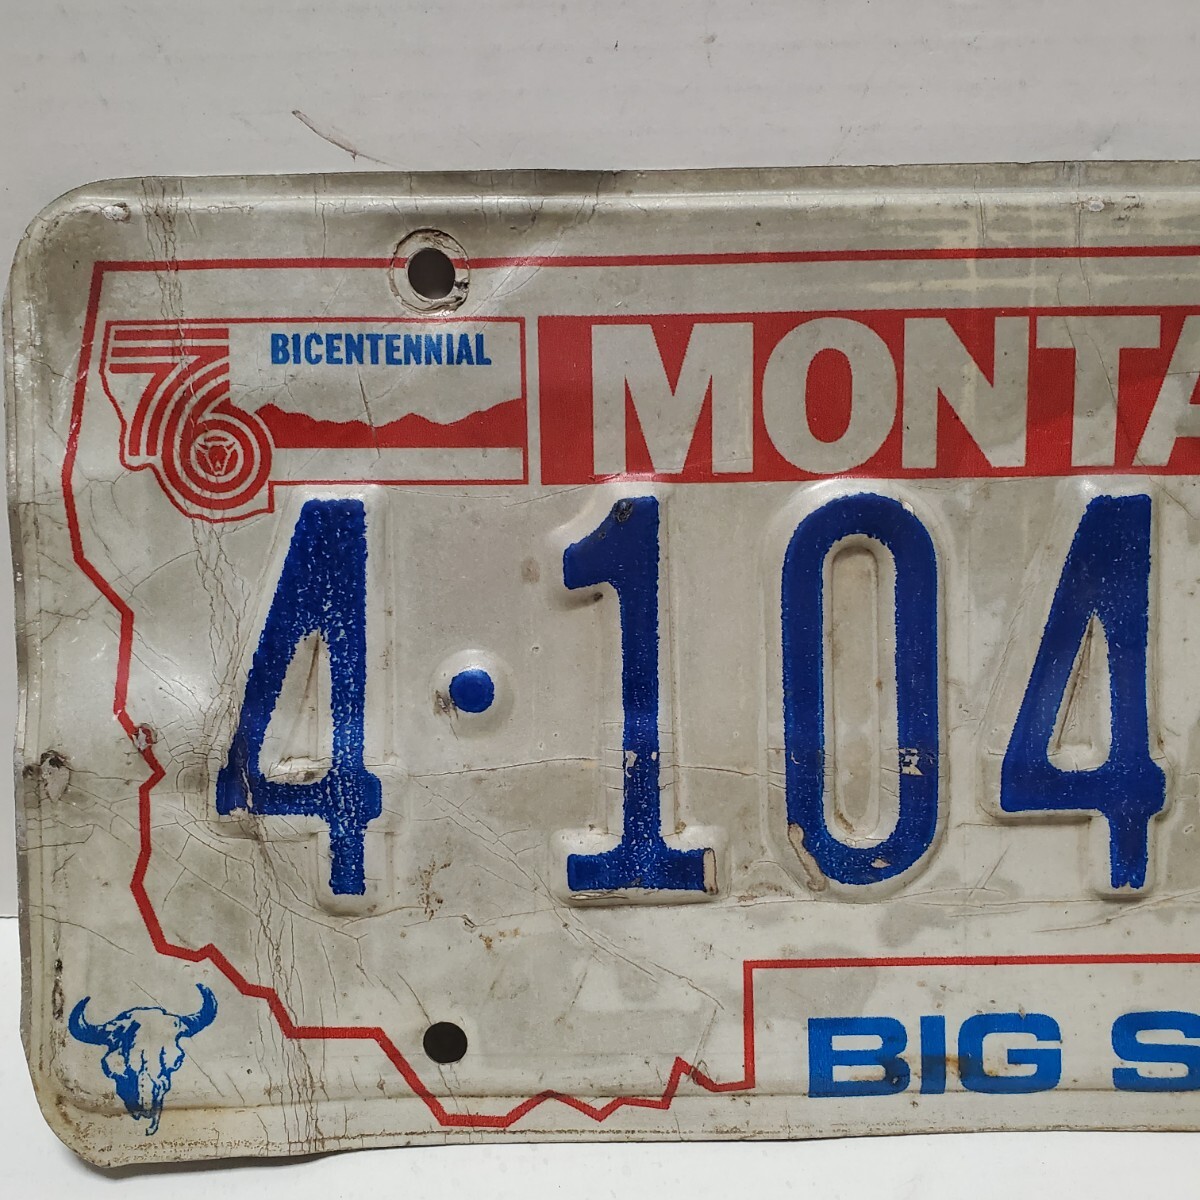 76 BICENTENNIAL MONTA
4·104
BIG S